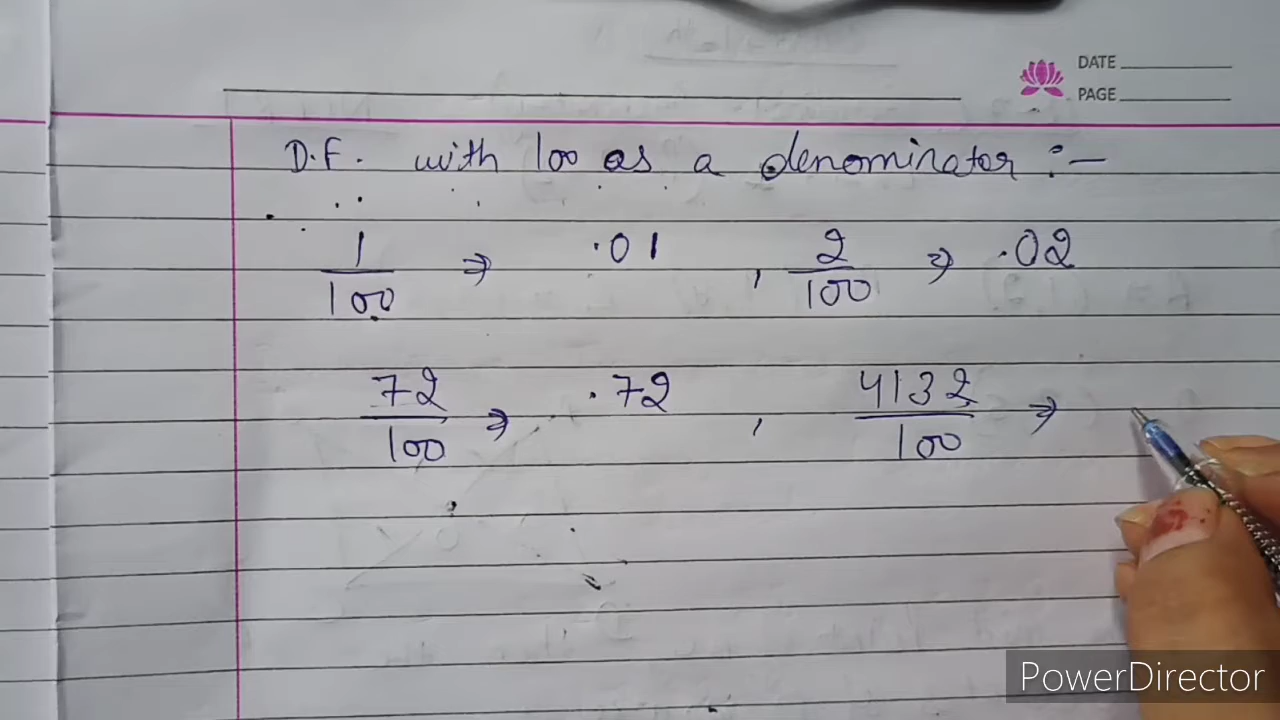 DATE
PAGE
D.F. with 100 as a denominator :-
1/100 ⇒ .01 , 2/100 ⇒ .02
72/100 ⇒ .72 , 4132/100 ⇒
PowerDirector